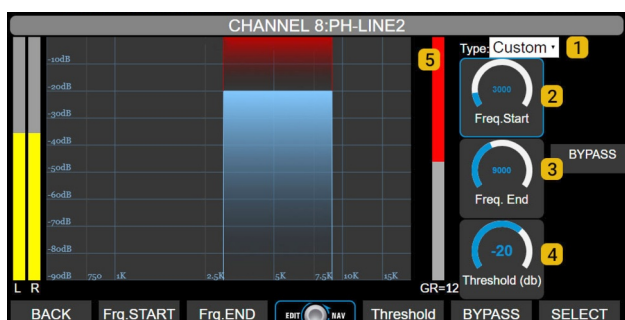 CHANNEL 8:PH-LINE2
Type: Custom 1
5
-10dB
-20dB
-30dB
-40dB
-50dB
-60dB
-70dB
-80dB
-90dB 750 1K 2.5K 5K 7.5K 10K 15K
3000 2
Freq.Start
9000 3
Freq. End
BYPASS
-20 4
Threshold (db)
L R GR=12
BACK Frq.START Frq.END EDIT NAV Threshold BYPASS SELECT